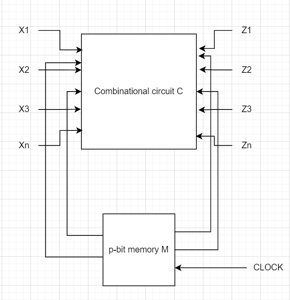 X1
Z1
X2
Combinational circuit C
Z2
X3
Z3
Xn
Zn
p-bit memory M
CLOCK